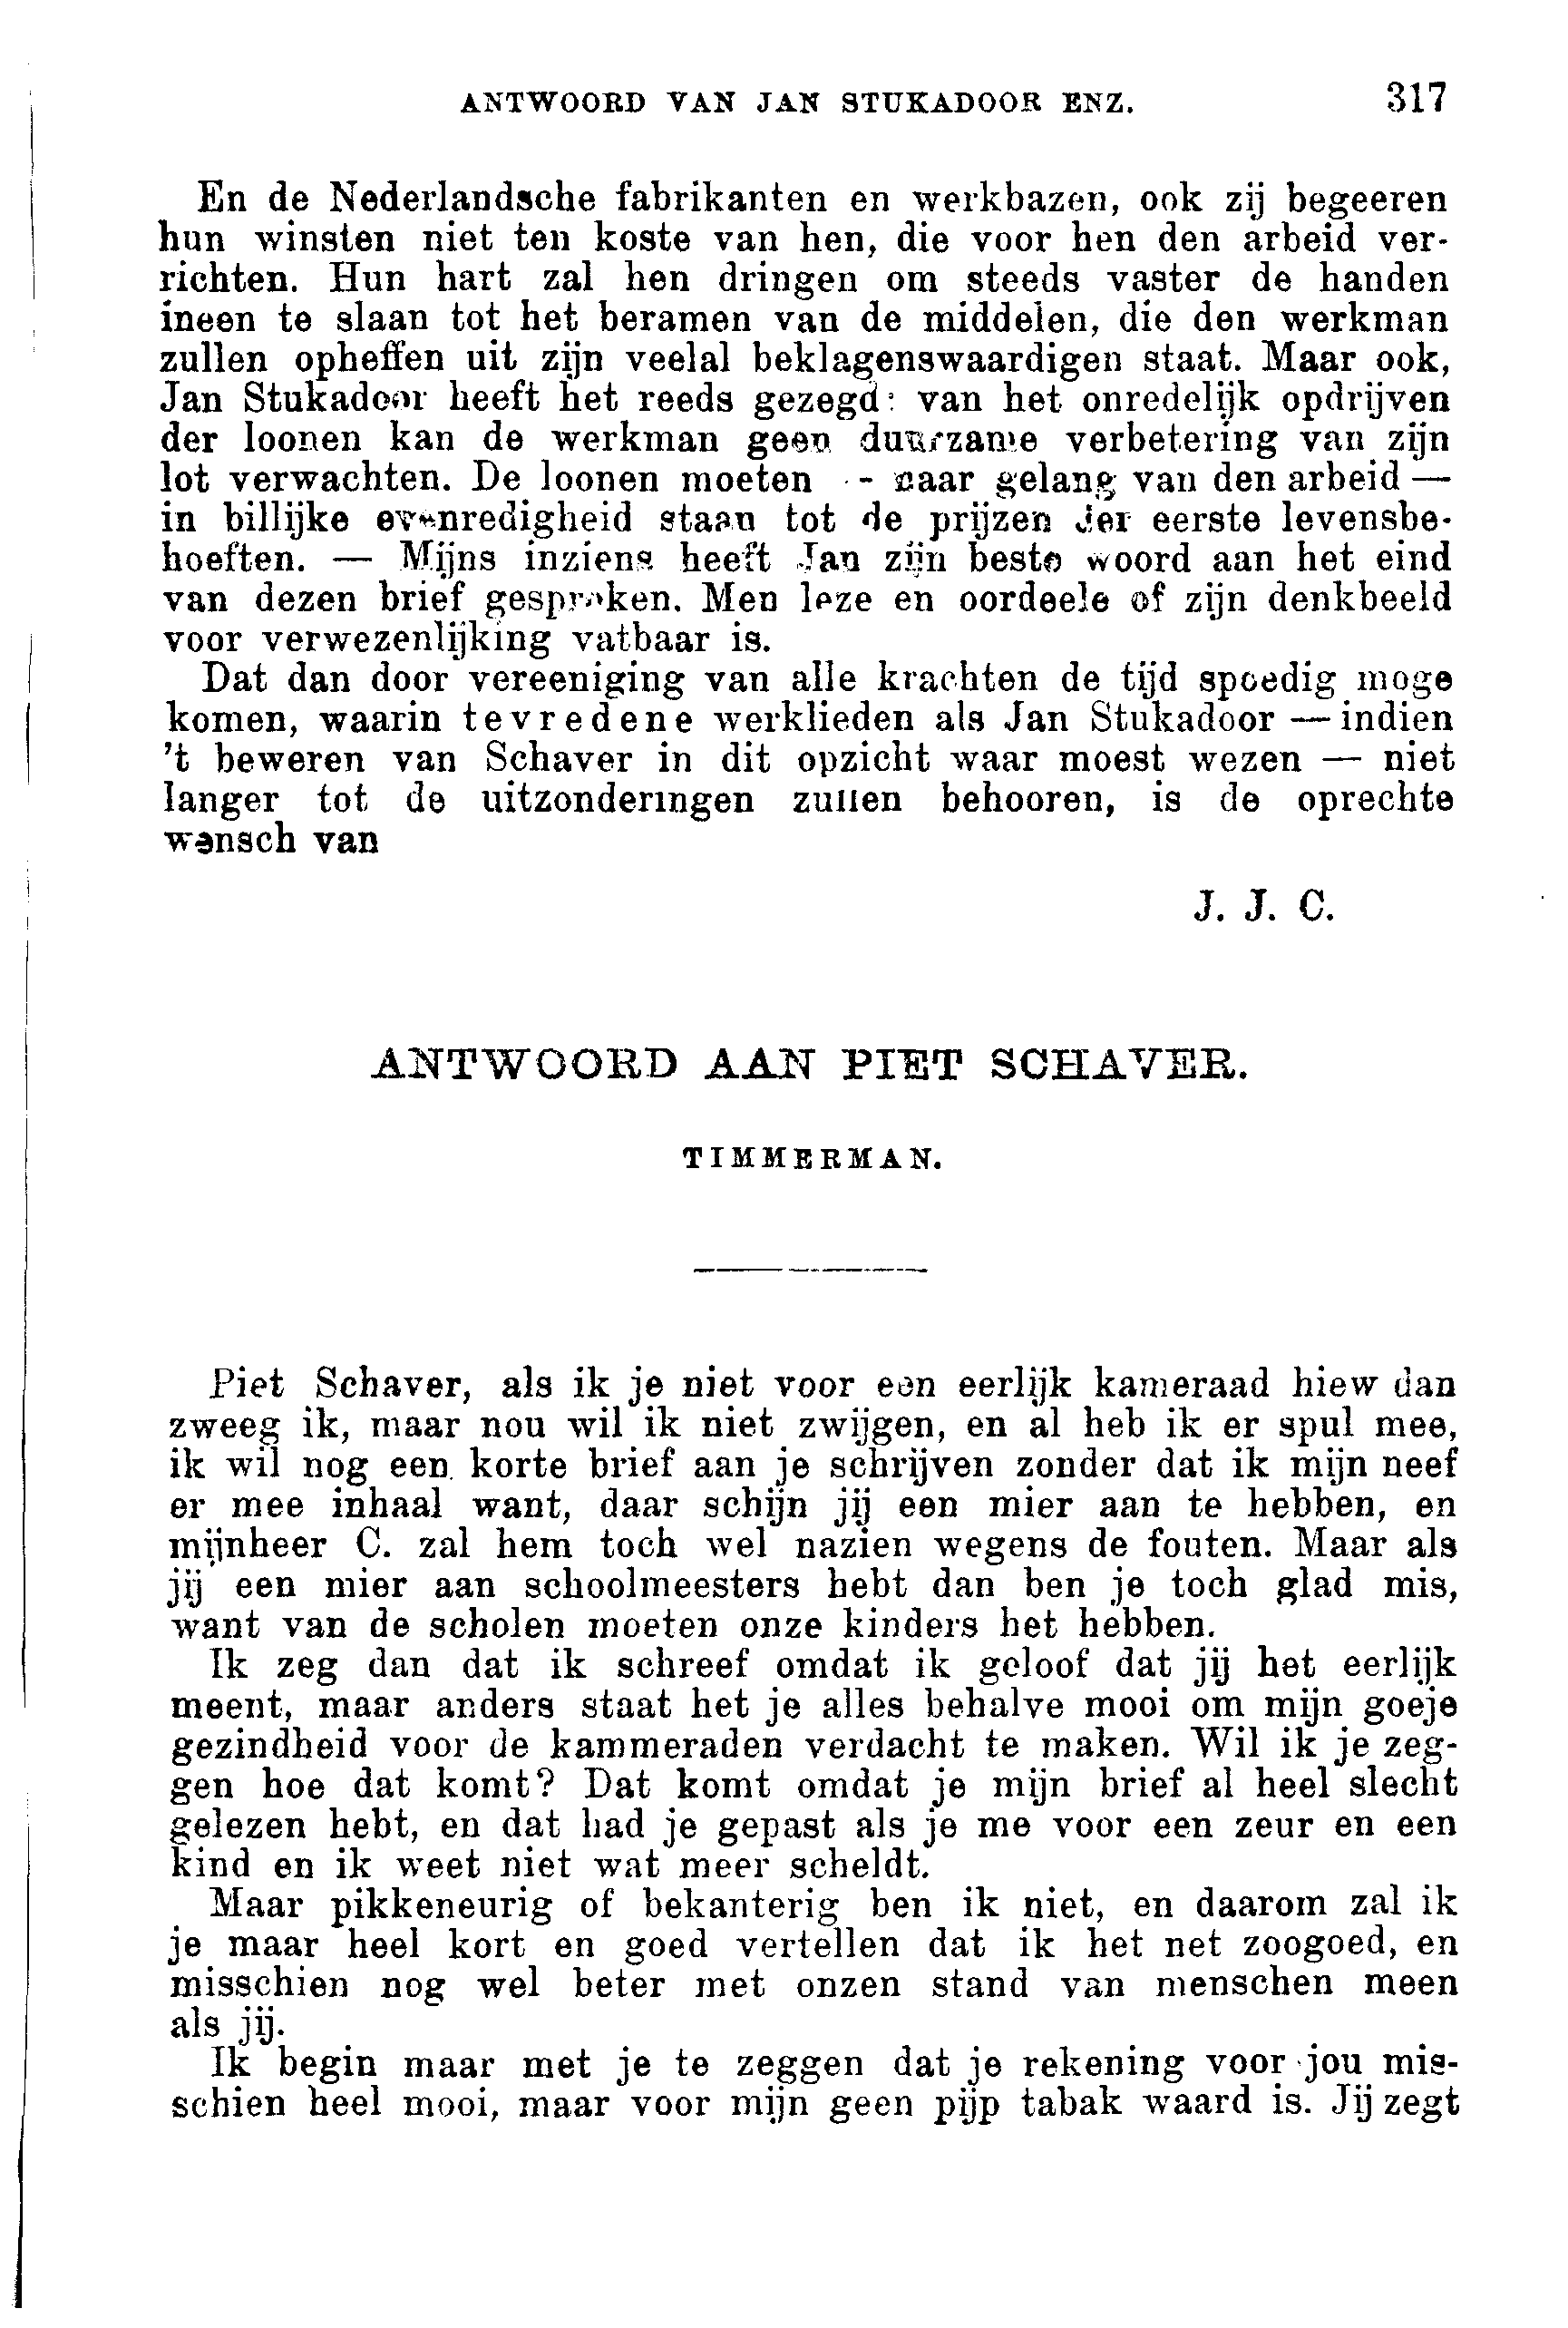 ANTWOORD VAN JAN STUKADOOR ENZ. 317
En de Nederlandsche fabrikanten en werkbazen, ook zij begeeren
hun winsten niet ten koste van hen, die voor hen den arbeid ver-
richten. Hun hart zal hen dringen om steeds vaster de handen
ineen te slaan tot het beramen van de middelen, die den werkman
zullen opheffen uit zijn veelal beklagenswaardigen staat. Maar ook,
Jan Stukadoor heeft het reeds gezegd: van het onredelijk opdrijven
der loonen kan de werkman geen duurzame verbetering van zijn
lot verwachten. De loonen moeten — naar gelang van den arbeid —
in billijke evenredigheid staan tot de prijzen der eerste levensbe-
hoeften. — Mijns inziens heeft Jan zijn beste woord aan het eind
van dezen brief gesproken. Men leze en oordeele of zijn denkbeeld
voor verwezenlijking vatbaar is.
Dat dan door vereeniging van alle krachten de tijd spoedig moge
komen, waarin tevredene werklieden als Jan Stukadoor — indien
't beweren van Schaver in dit opzicht waar moest wezen — niet
langer tot de uitzonderingen zullen behooren, is de oprechte
wensch van
J. J. C.
ANTWOORD AAN PIET SCHAVER.
TIMMERMAN.
Piet Schaver, als ik je niet voor een eerlijk kameraad hiew dan
zweeg ik, maar nou wil ik niet zwijgen, en al heb ik er spul mee,
ik wil nog een korte brief aan je schrijven zonder dat ik mijn neef
er mee inhaal want, daar schijn jij een mier aan te hebben, en
mijnheer C. zal hem toch wel nazien wegens de fouten. Maar als
jij een mier aan schoolmeesters hebt dan ben je toch glad mis,
want van de scholen moeten onze kinders het hebben.
Ik zeg dan dat ik schreef omdat ik geloof dat jij het eerlijk
meent, maar anders staat het je alles behalve mooi om mijn goeje
gezindheid voor de kammeraden verdacht te maken. Wil ik je zeg-
gen hoe dat komt? Dat komt omdat je mijn brief al heel slecht
gelezen hebt, en dat had je gepast als je me voor een zeur en een
kind en ik weet niet wat meer scheldt.
Maar pikkeneurig of bekanterig ben ik niet, en daarom zal ik
je maar heel kort en goed vertellen dat ik het net zoogoed, en
misschien nog wel beter met onzen stand van menschen meen
als jij.
Ik begin maar met je te zeggen dat je rekening voor jou mis-
schien heel mooi, maar voor mijn geen pijp tabak waard is. Jij zegt